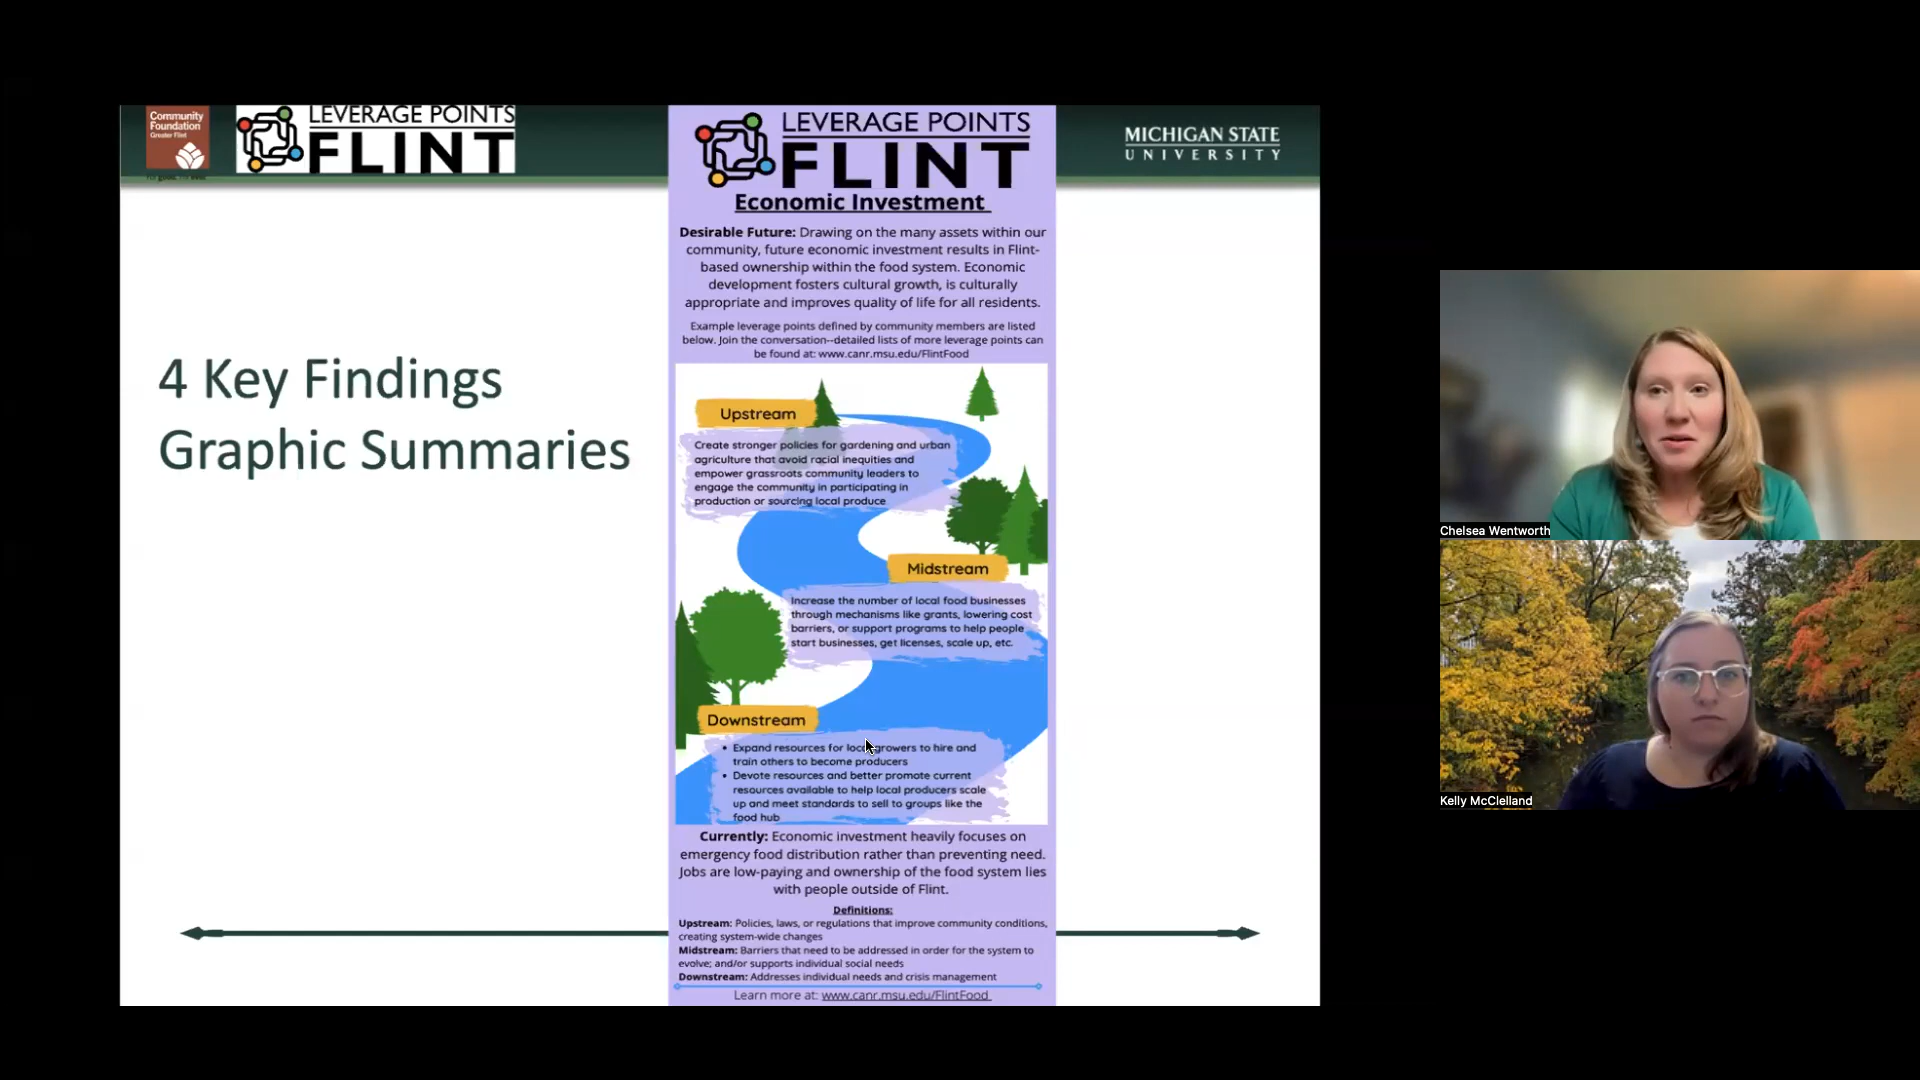 Community
Foundation
Greater Flint
LEVERAGE POINTS
FLINT
LEVERAGE POINTS
FLINT
MICHIGAN STATE
UNIVERSITY
4 Key Findings
Graphic Summaries
Economic Investment
Desirable Future: Drawing on the many assets within our
community, future economic investment results in Flint-
based ownership within the food system. Economic
development fosters cultural growth, is culturally
appropriate and improves quality of life for all residents.
Example leverage points defined by community members are listed
below. Join the conversation--detailed lists of more leverage points can
be found at: www.canr.msu.edu/FlintFood
Upstream
Create stronger policies for gardening and urban
agriculture that avoid racial inequities and
empower grassroots community leaders to
engage the community in participating in
production or sourcing local produce
Midstream
Increase the number of local food businesses
through mechanisms like grants, lowering cost
barriers, or support programs to help people
start businesses, get licenses, scale up, etc.
Downstream
• Expand resources for local growers to hire and
train others to become producers
• Devote resources and better promote current
resources available to help local producers scale
up and meet standards to sell to groups like the
food hub
Currently: Economic investment heavily focuses on
emergency food distribution rather than preventing need.
Jobs are low-paying and ownership of the food system lies
with people outside of Flint.
Definitions:
Upstream: Policies, laws, or regulations that improve community conditions,
creating system-wide changes
Midstream: Barriers that need to be addressed in order for the system to
evolve; and/or supports individual social needs
Downstream: Addresses individual needs and crisis management
Learn more at: www.canr.msu.edu/FlintFood
Chelsea Wentworth
Kelly McClelland